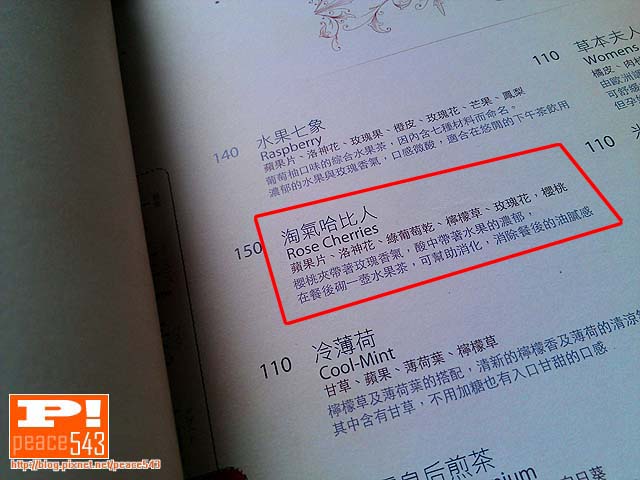 140
水果七象
Raspberry
蘋果片、洛神花、玫瑰果、橙皮、玫瑰花、芒果、鳳梨
葡萄柚口味的綜合水果茶，因內含七種材料而命名。
濃郁的水果與玫瑰香氣，口感微酸，適合在悠閒的下午茶飲用
150
淘氣哈比人
Rose Cherries
蘋果片、洛神花、綠葡萄乾、檸檬草、玫瑰花，櫻桃
櫻桃夾帶著玫瑰香氣，酸中帶著水果的濃郁，
在餐後砌一壺水果茶，可幫助消化，消除餐後的油膩感
110
冷薄荷
Cool-Mint
甘草、蘋果、薄荷葉、檸檬草
檸檬草及薄荷葉的搭配，清新的檸檬香及薄荷的清涼
其中含有甘草，不用加糖也有入口甘甜的口感
后煎茶
110
草本夫人
Womens
橘皮、肉
由歐洲
可舒緩
但孕
110
P!
peace543
http://blog.pixnet.net/peace543